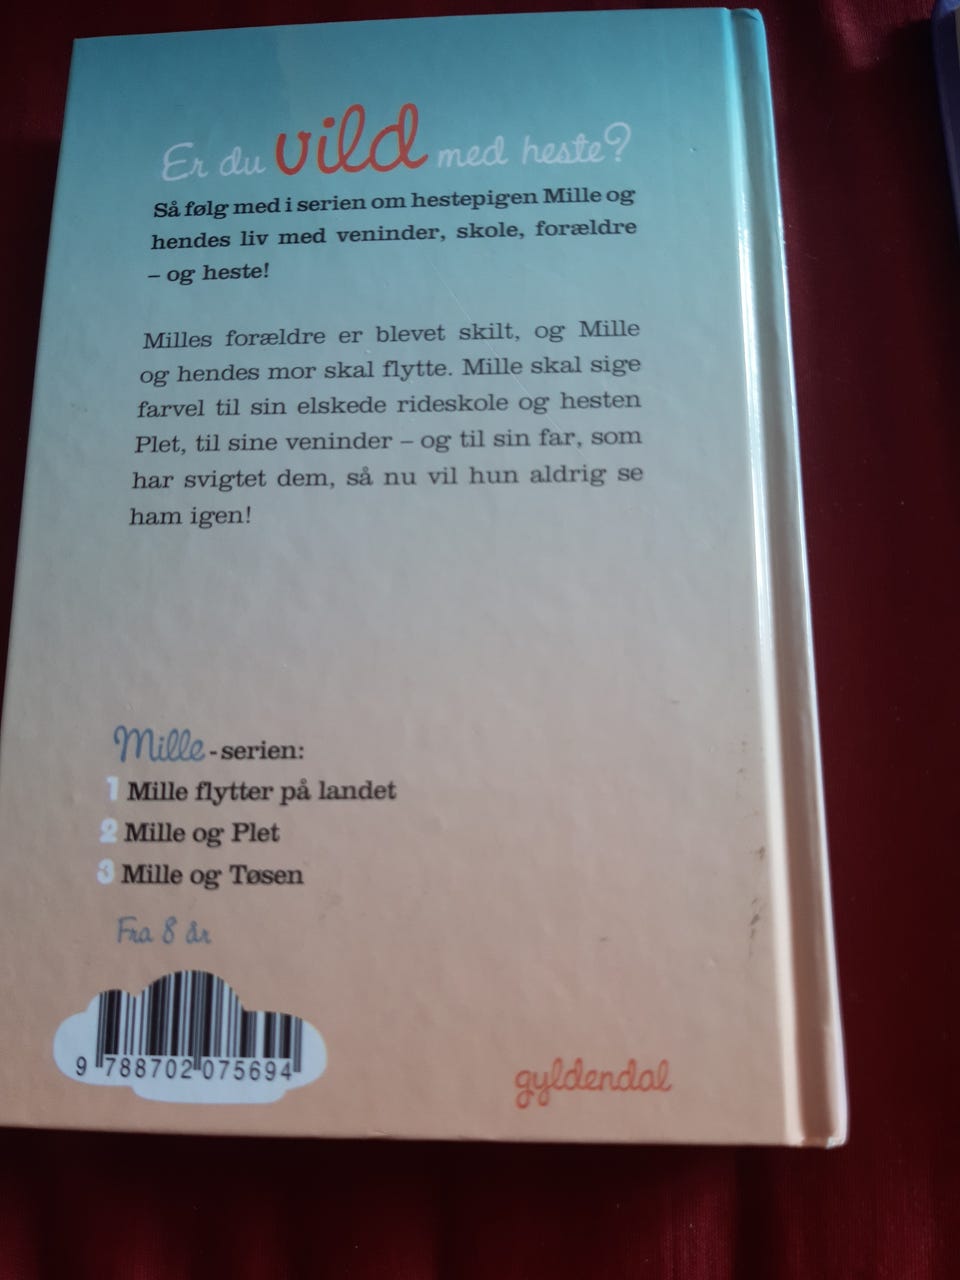 Er du vild med heste?
Så følg med i serien om hestepigen Mille og
hendes liv med veninder, skole, forældre
– og heste!
Milles forældre er blevet skilt, og Mille
og hendes mor skal flytte. Mille skal sige
farvel til sin elskede rideskole og hesten
Plet, til sine veninder – og til sin far, som
har svigtet dem, så nu vil hun aldrig se
ham igen!
Mille-serien:
1 Mille flytter på landet
2 Mille og Plet
3 Mille og Tøsen
Fra 8 år
9 788702 075694
gyldendal